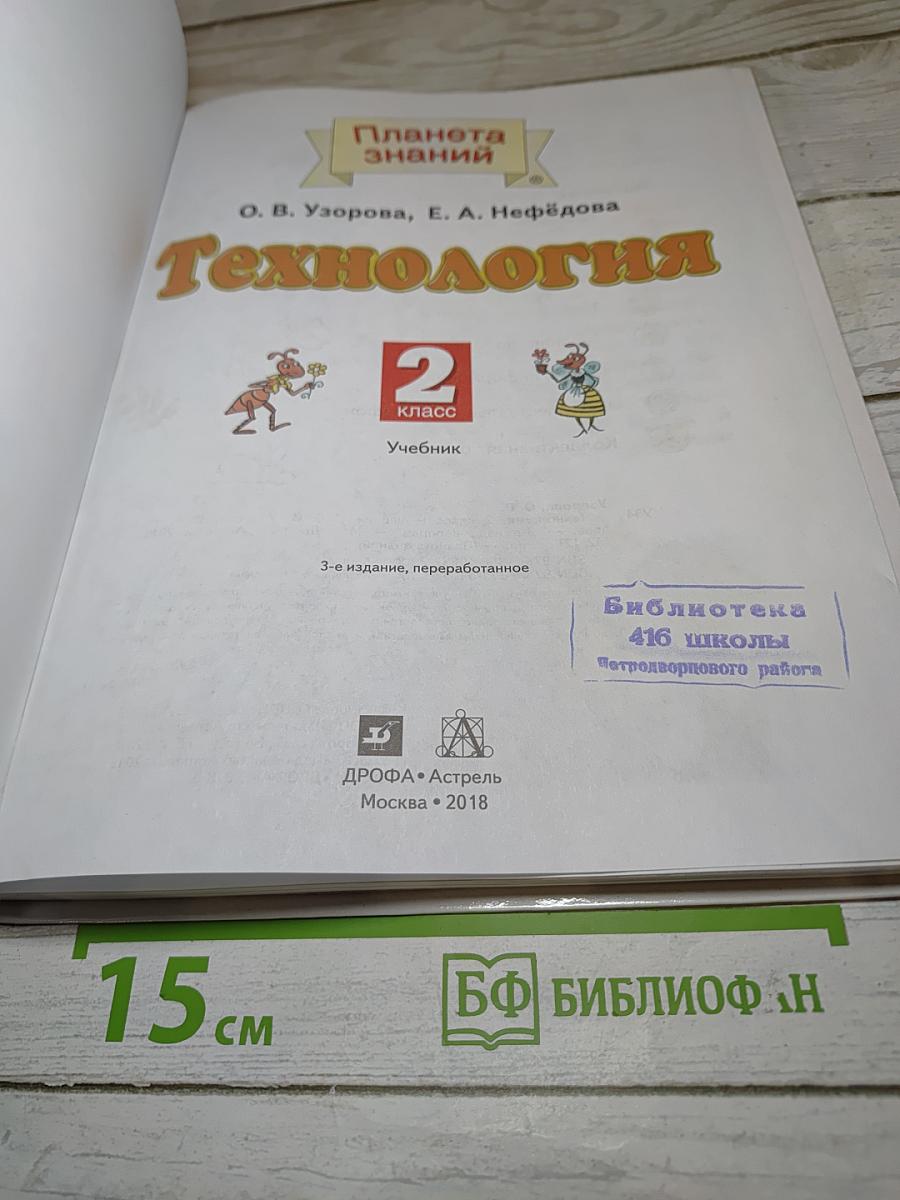 Планета
знаний
®
О. В. Узорова, Е. А. Нефёдова
Технология
2
класс
Учебник
3-е издание, переработанное
Библиотека
416 школы
Петродворцового района
ДРОФА • Астрель
Москва • 2018
15 см
БФ БИБЛИОФ